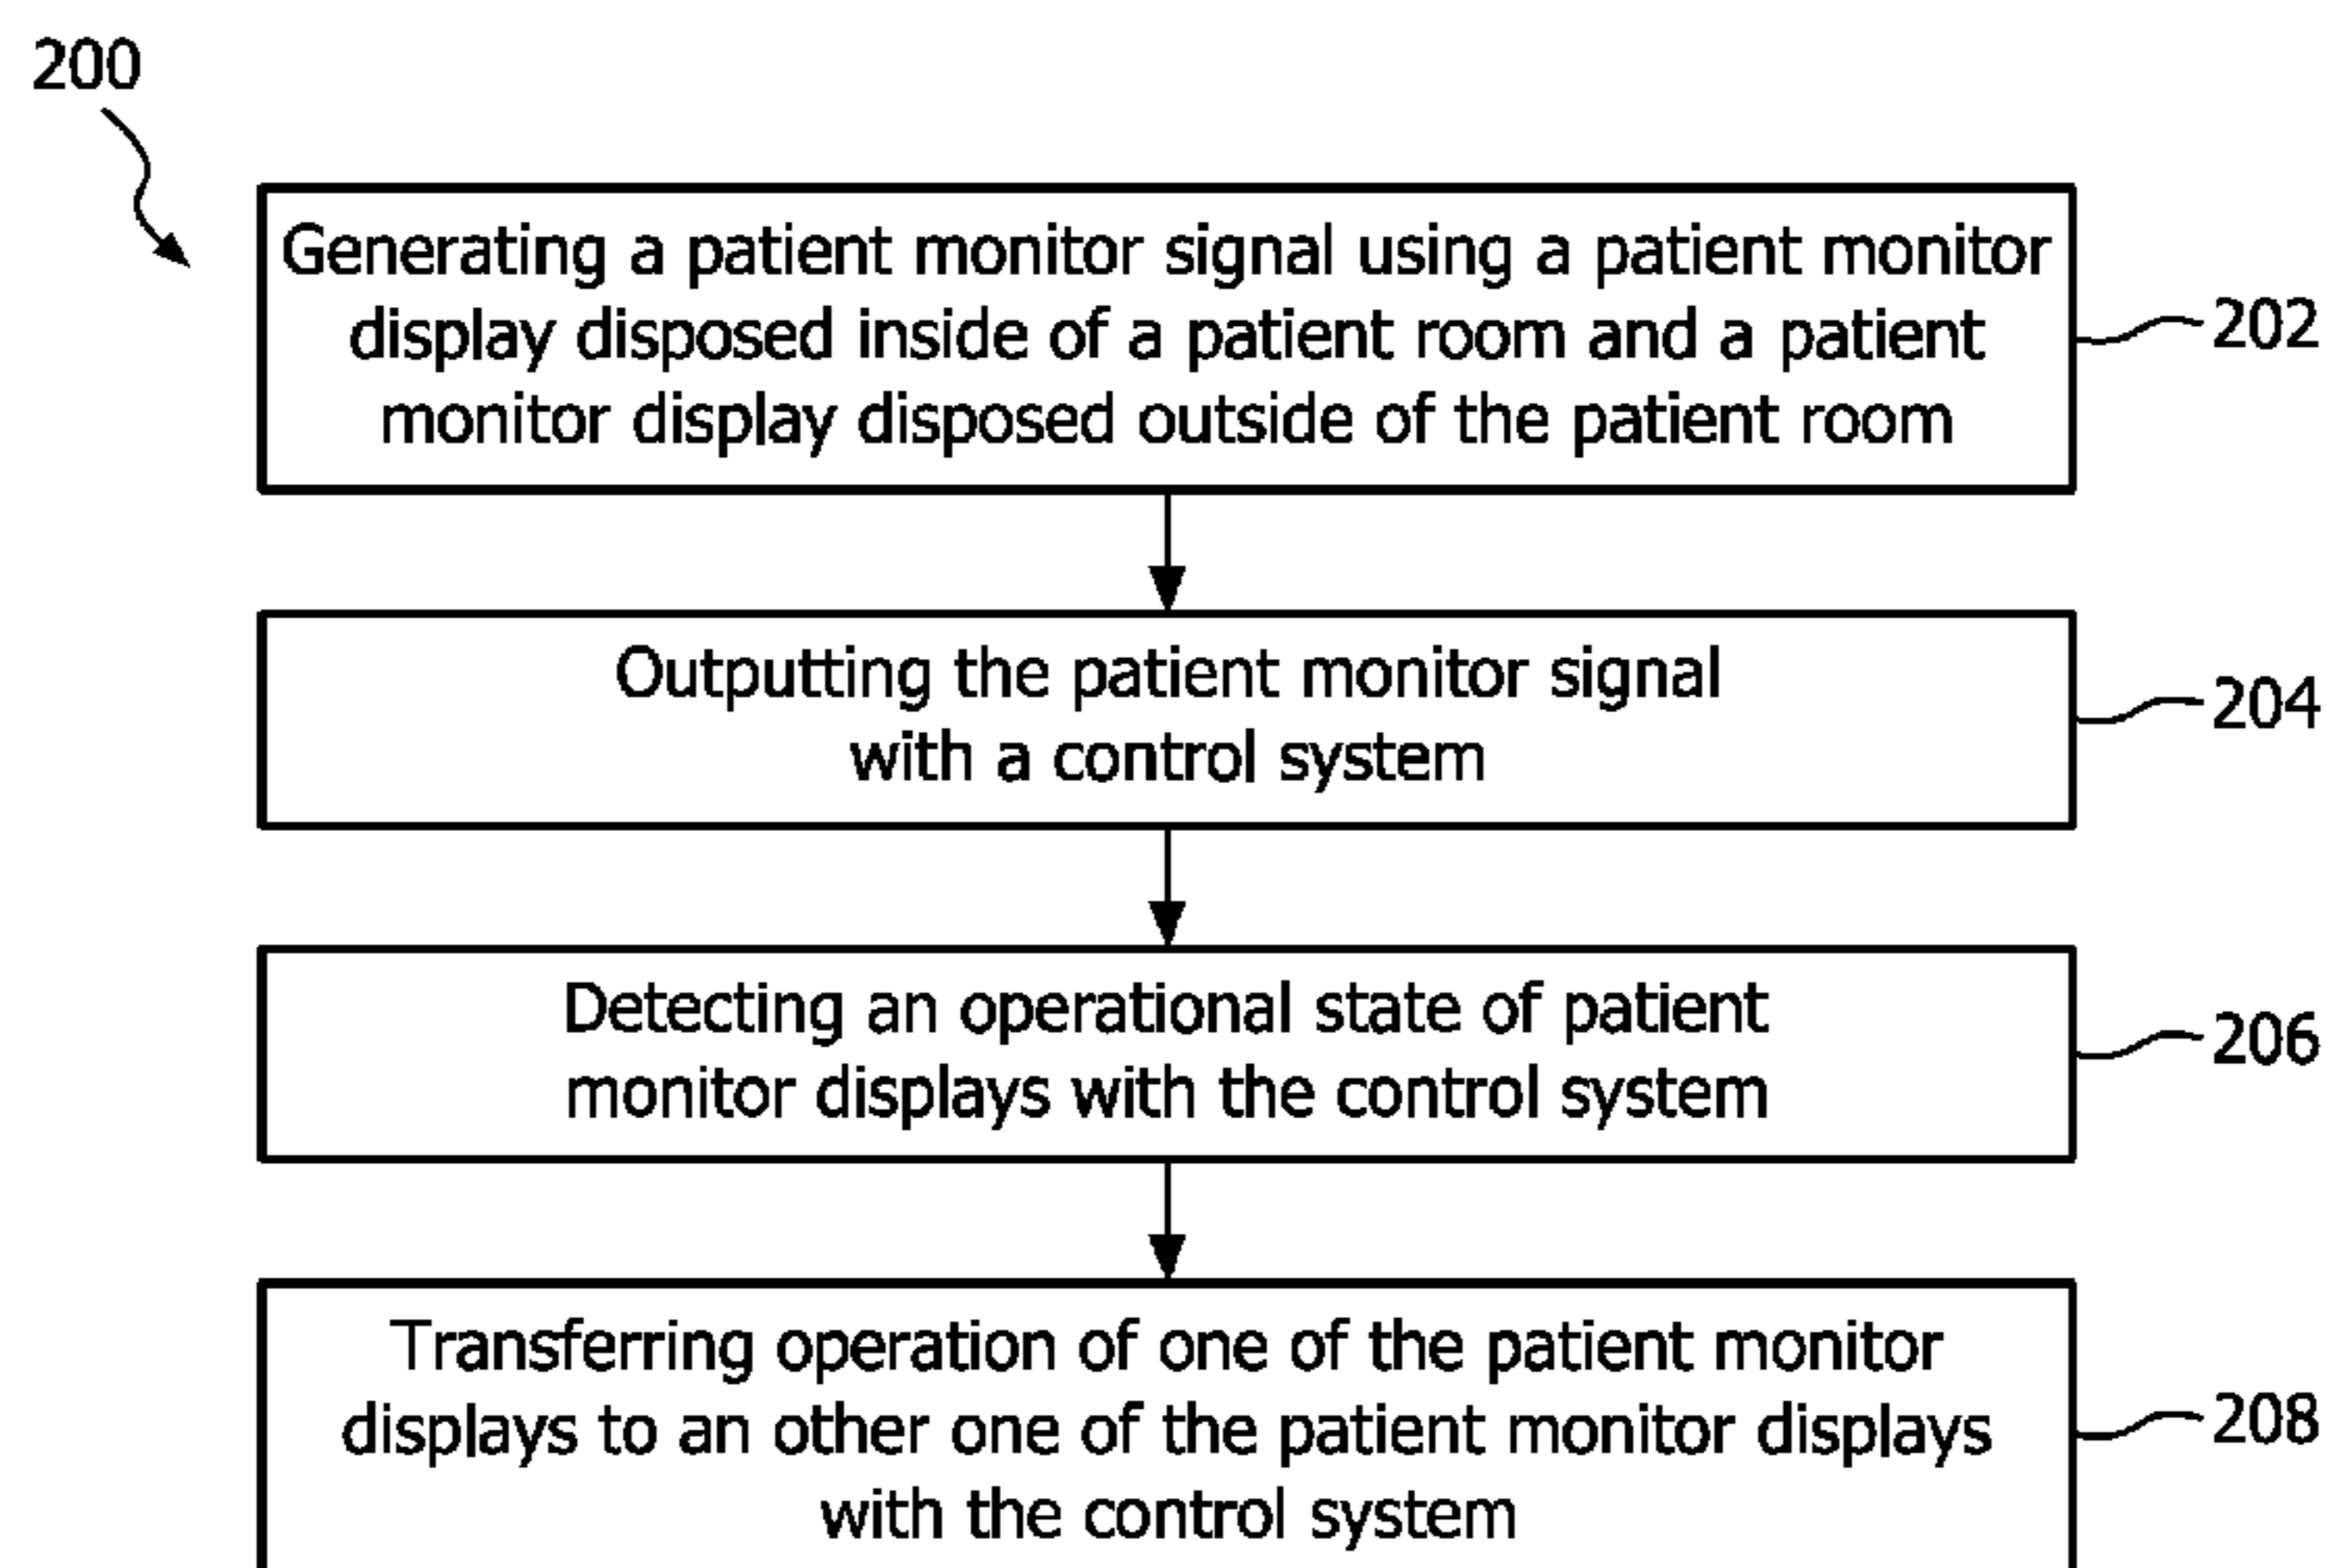 200
Generating a patient monitor signal using a patient monitor
display disposed inside of a patient room and a patient
monitor display disposed outside of the patient room
202
Outputting the patient monitor signal
with a control system
204
Detecting an operational state of patient
monitor displays with the control system
206
Transferring operation of one of the patient monitor
displays to an other one of the patient monitor displays
with the control system
208